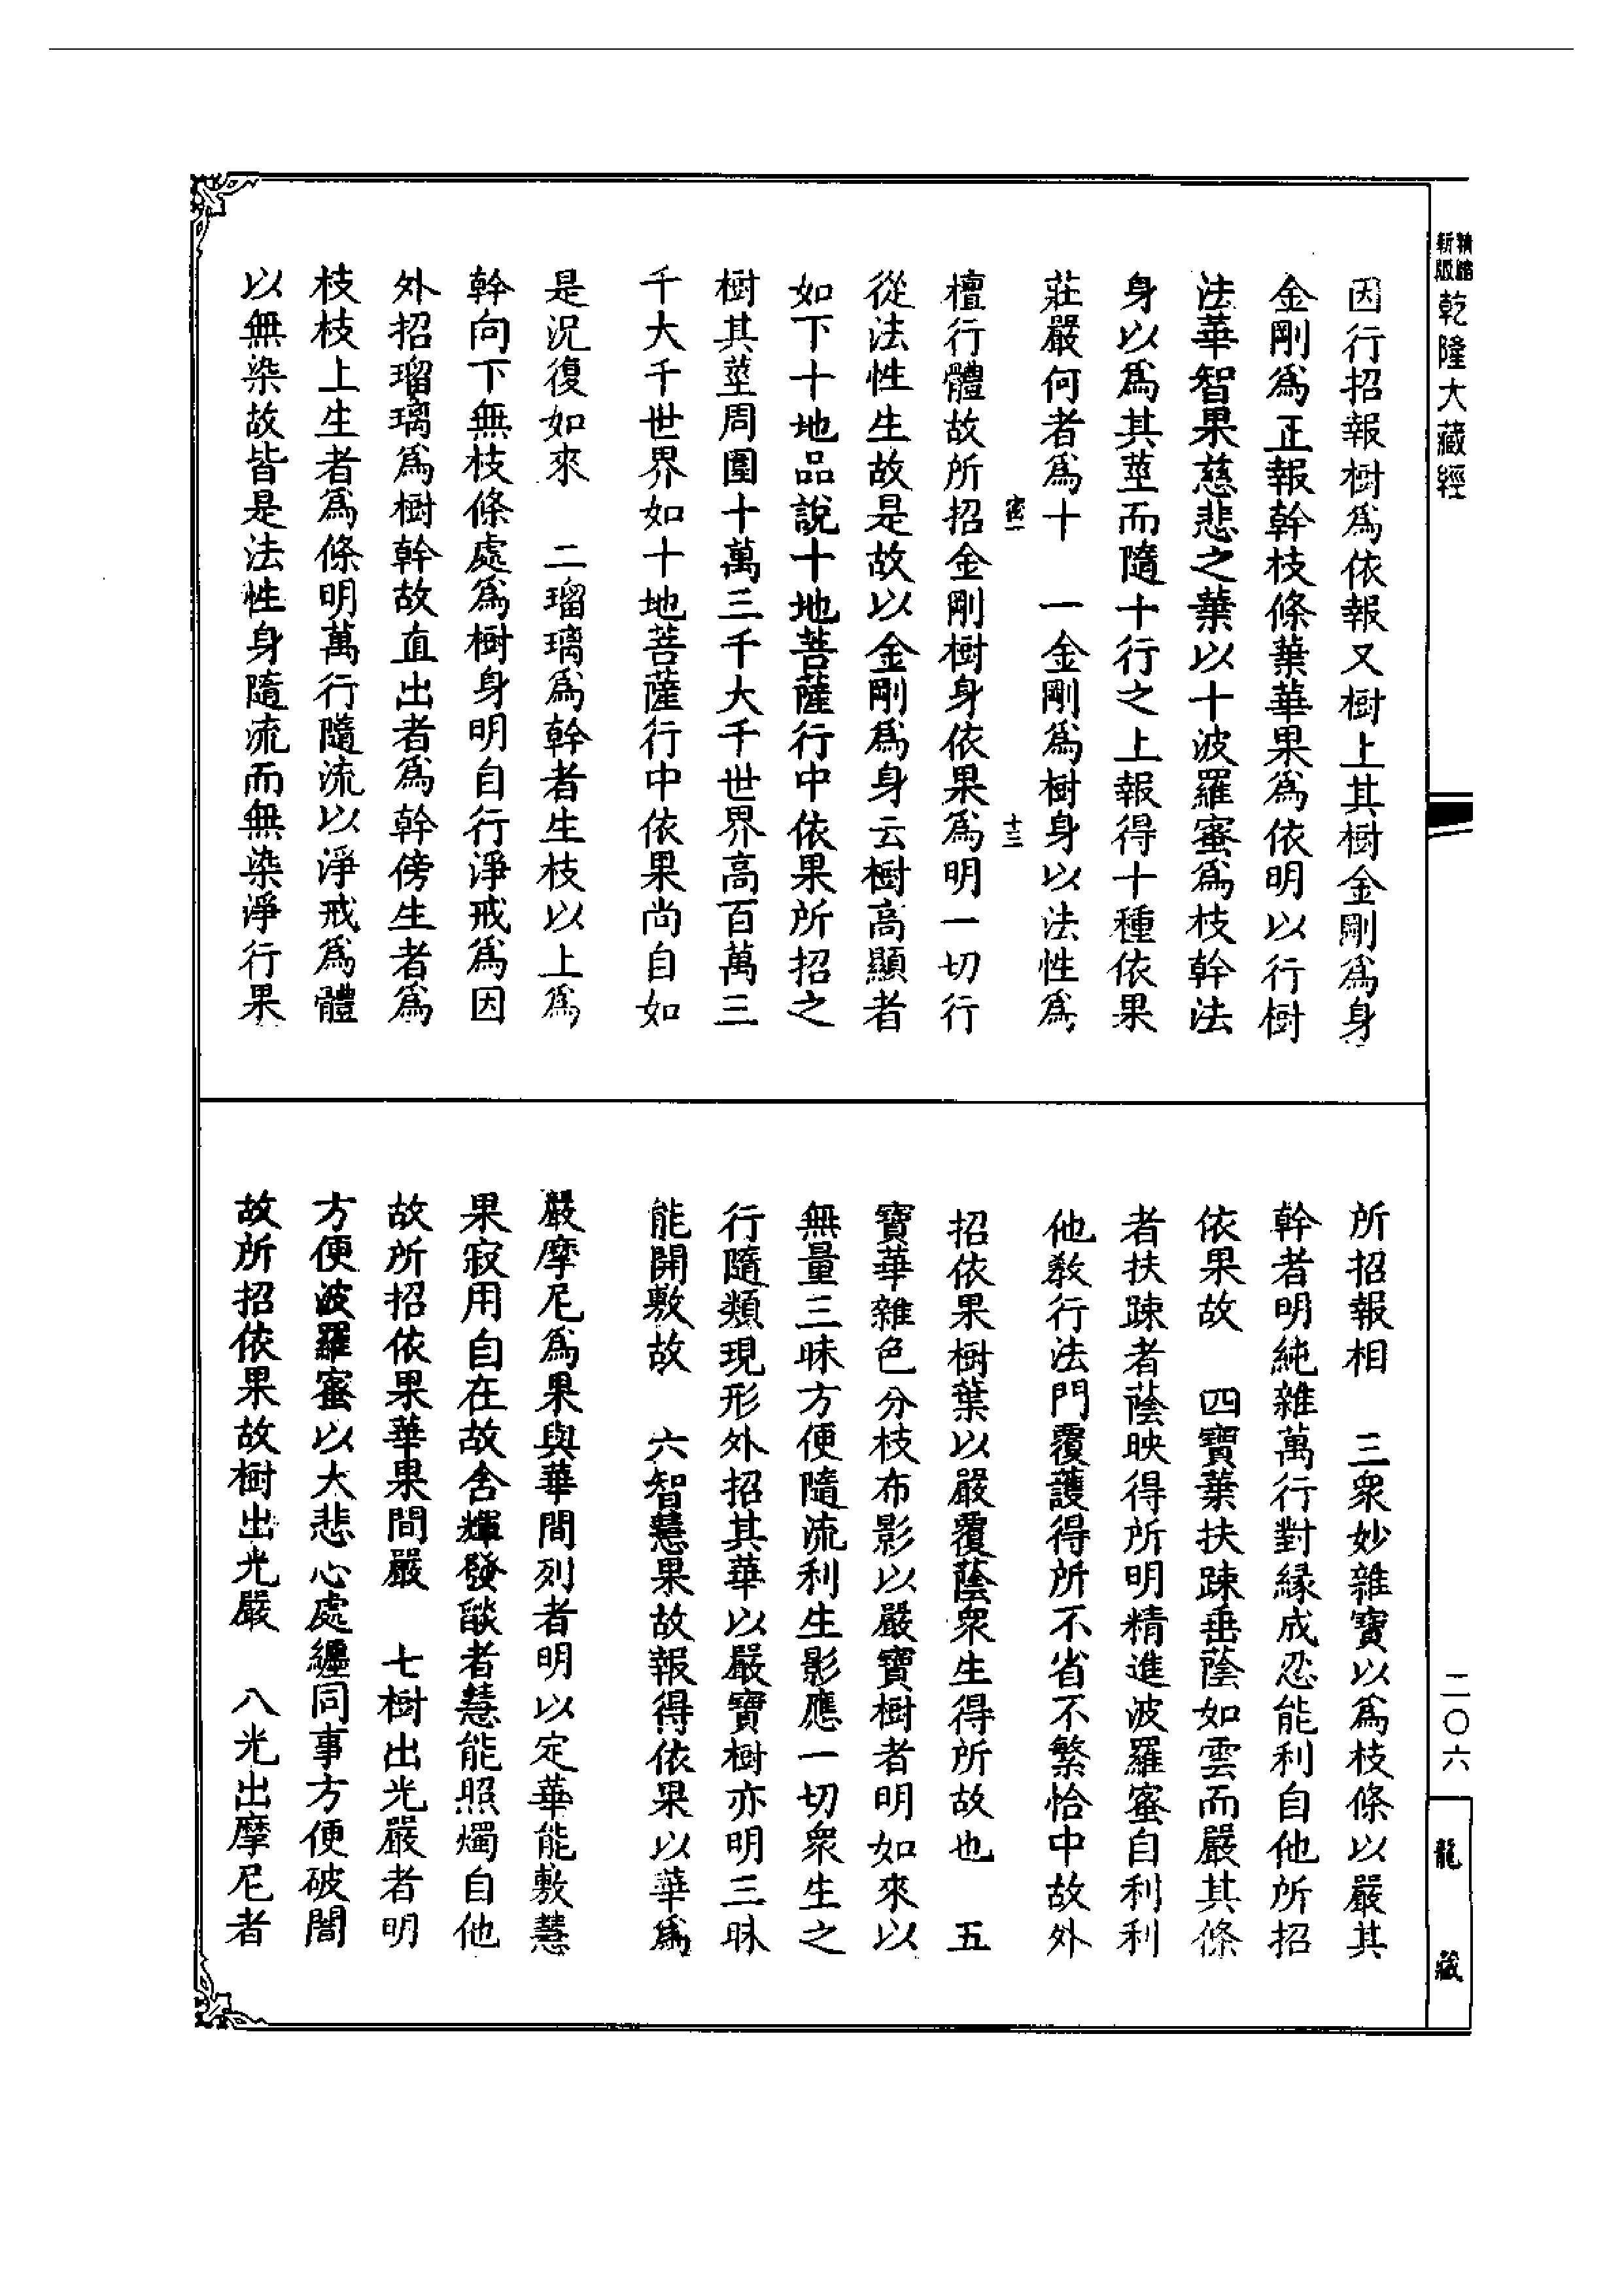 精縮
新版
乾隆大藏經
因行招報樹爲依報又樹上其樹金剛爲身
金剛爲正報幹枝條葉華果爲依明以行樹
法華智果慈悲之葉以十波羅蜜爲枝幹法
身以爲其莖而隨十行之上報得十種依果
莊嚴何者爲十　一金剛爲樹身以法性爲
十三
檀行體故所招金剛樹身依果爲明一切行
從法性生故是故以金剛爲身云樹高顯者
如下十地品說十地菩薩行中依果所招之
樹其莖周圍十萬三千大千世界高百萬三
千大千世界如十地菩薩行中依果尚自如
是況復如來　二瑠璃爲幹者生枝以上爲
幹向下無枝條處爲樹身明自行淨戒爲因
外招瑠璃爲樹幹故直出者爲幹傍生者爲
枝枝上生者爲條明萬行隨流以淨戒爲體
以無染故皆是法性身隨流而無染淨行果
所招報相　三衆妙雜寶以爲枝條以嚴其
幹者明純雜萬行對緣成忍能利自他所招
依果故　四寶葉扶踈垂蔭如雲而嚴其條
者扶踈者蔭映得所明精進波羅蜜自利利
他教行法門覆護得所不省不繁恰中故外
招依果樹葉以嚴覆蔭衆生得所故也　五
寶華雜色分枝布影以嚴寶樹者明如來以
無量三昧方便隨流利生影應一切衆生之
行隨類現形外招其華以嚴寶樹亦明三昧
能開敷故　六智慧果故報得依果以華爲
嚴摩尼爲果與華間列者明以定華能敷慧
果寂用自在故含輝發燄者慧能照燭自他
故所招依果華果間嚴　七樹出光嚴者明
方便波羅蜜以大悲心處纏同事方便破闇
故所招依果故樹出光嚴　八光出摩尼者
二〇六
龍藏